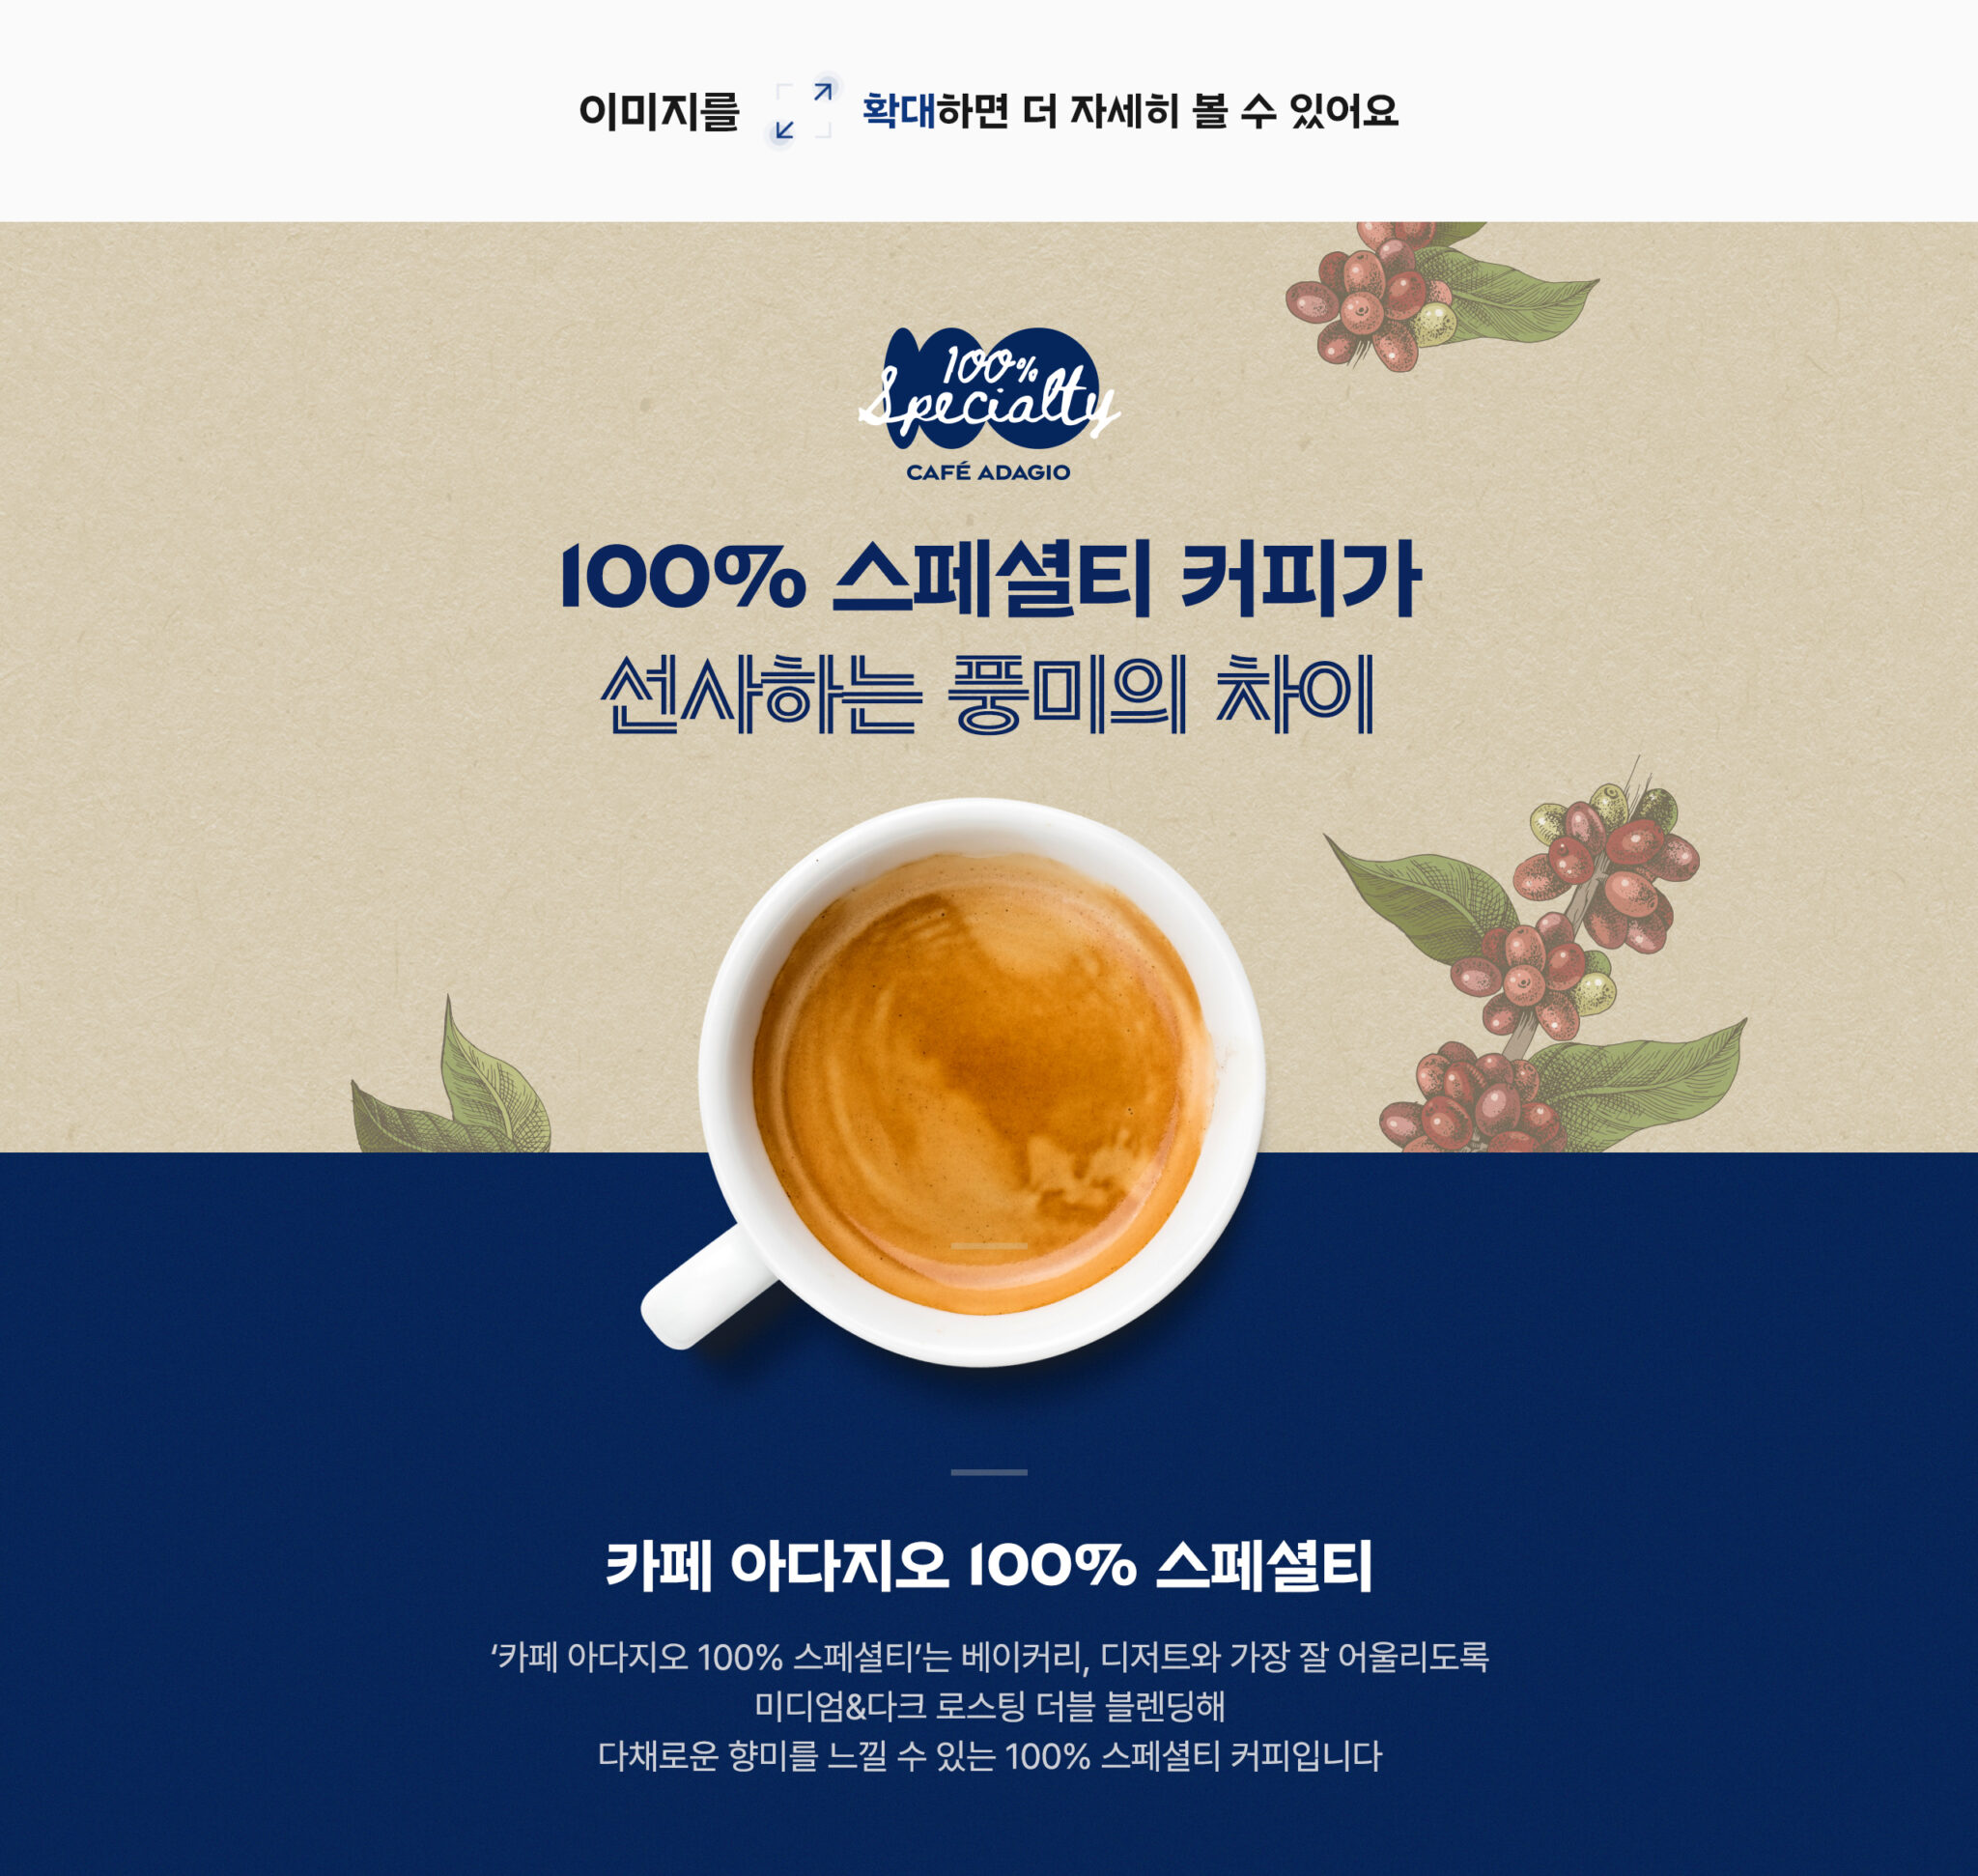 이미지를 확대하면 더 자세히 볼 수 있어요
100%
Specialty
CAFÉ ADAGIO
100% 스페셜티 커피가
선사하는 풍미의 차이
카페 아다지오 100% 스페셜티
‘카페 아다지오 100% 스페셜티’는 베이커리, 디저트와 가장 잘 어울리도록
미디엄&다크 로스팅 더블 블렌딩해
다채로운 향미를 느낄 수 있는 100% 스페셜티 커피입니다